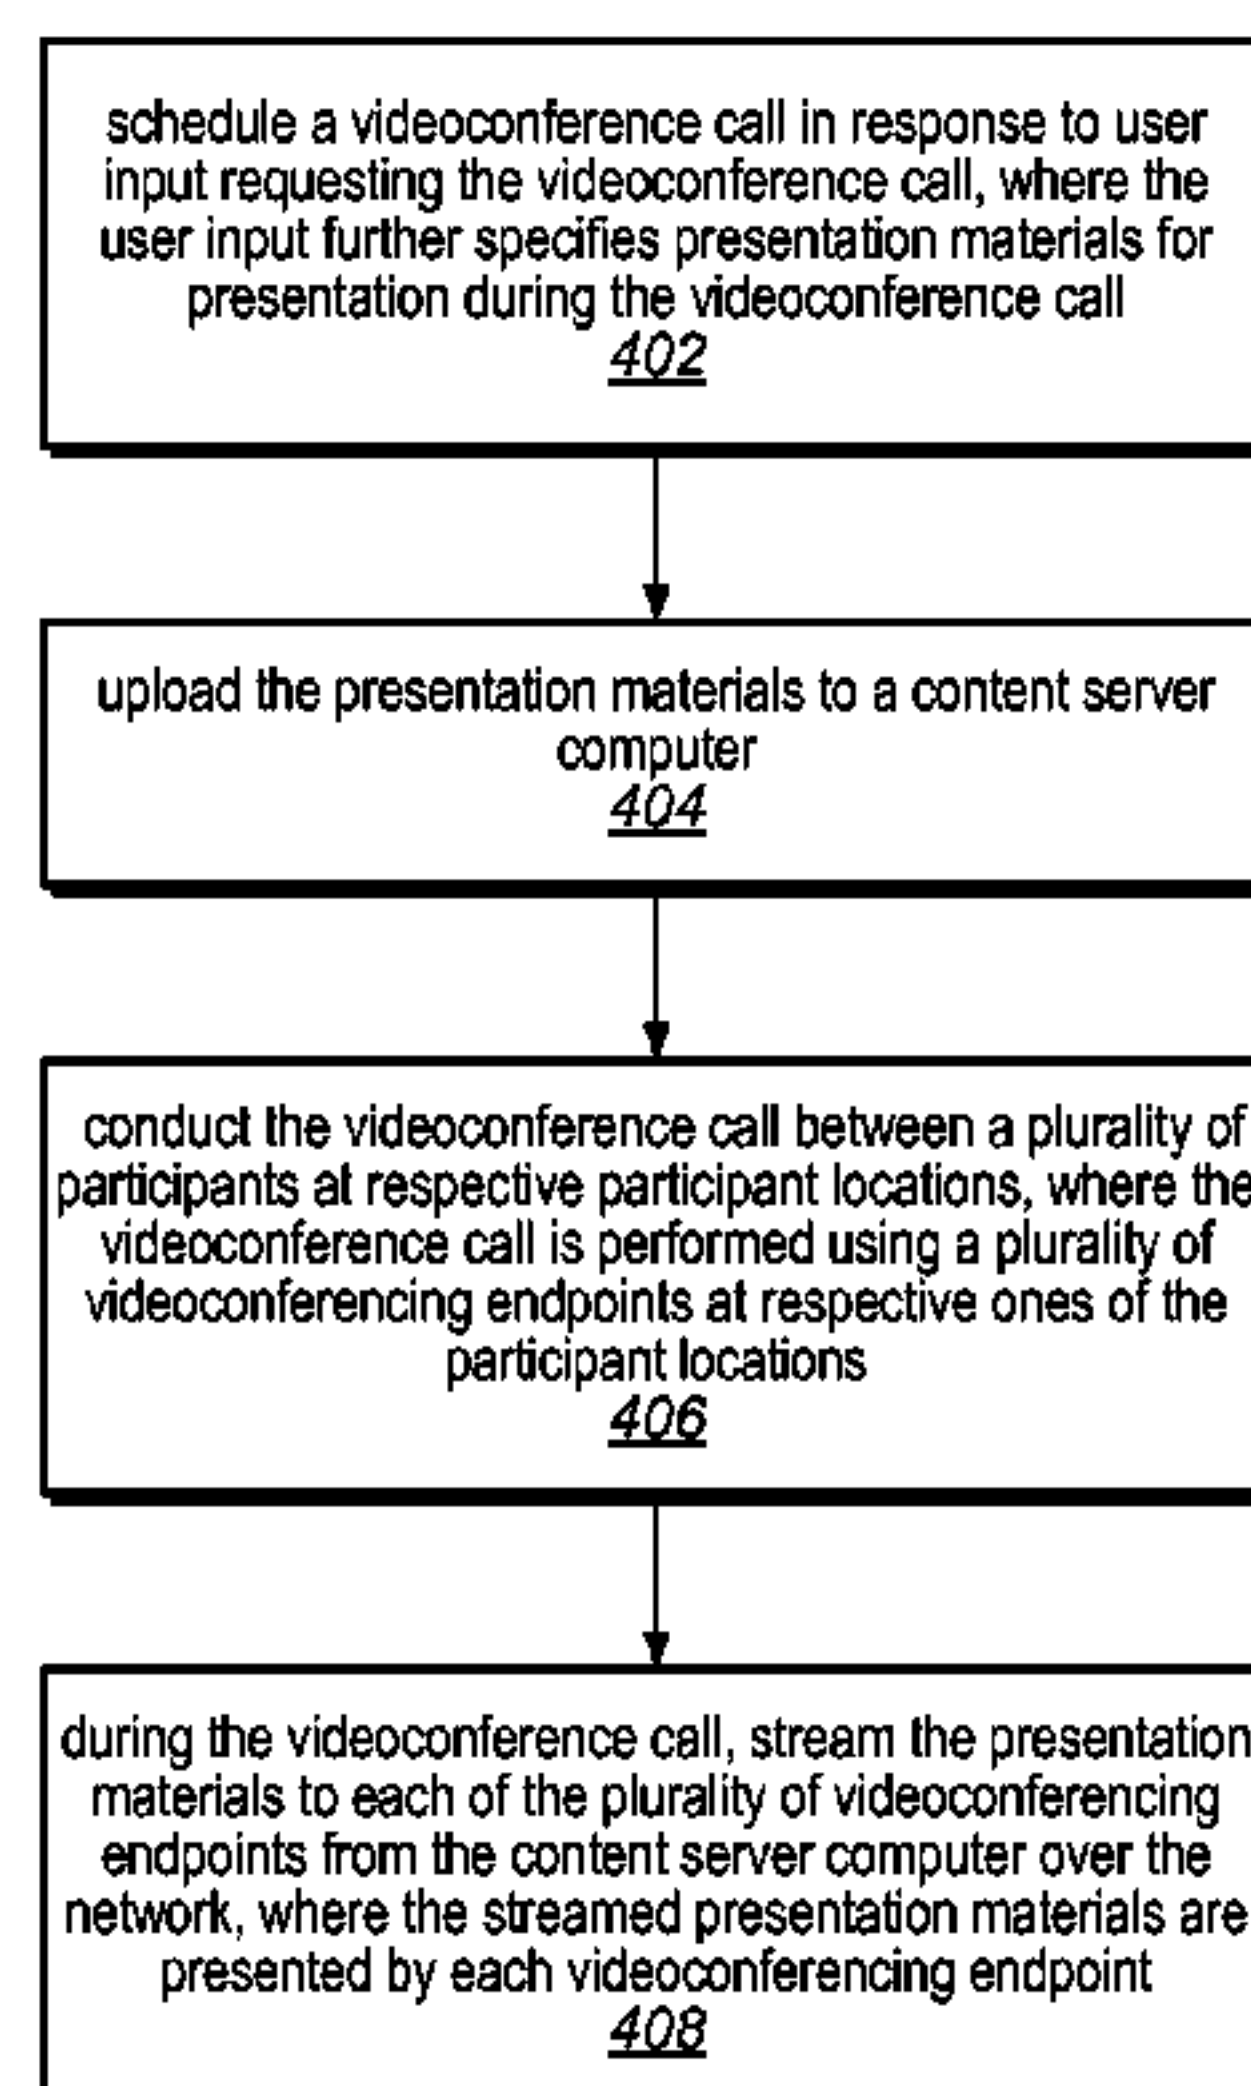 schedule a videoconference call in response to user
input requesting the videoconference call, where the
user input further specifies presentation materials for
presentation during the videoconference call
402
upload the presentation materials to a content server
computer
404
conduct the videoconference call between a plurality of
participants at respective participant locations, where the
videoconference call is performed using a plurality of
videoconferencing endpoints at respective ones of the
participant locations
406
during the videoconference call, stream the presentation
materials to each of the plurality of videoconferencing
endpoints from the content server computer over the
network, where the streamed presentation materials are
presented by each videoconferencing endpoint
408